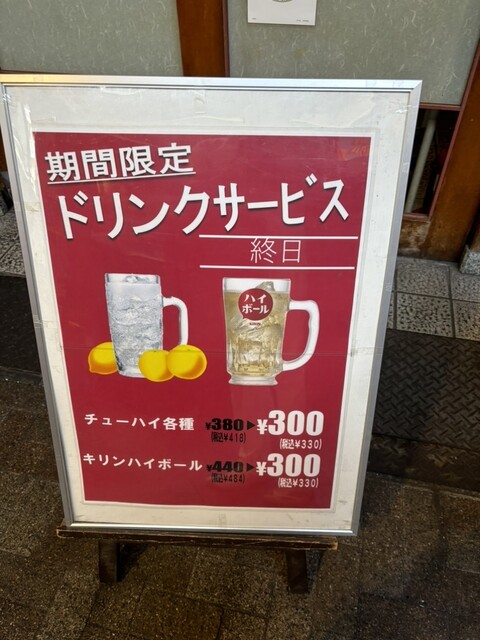 期間限定
ドリンクサービス
終日
ハイ
ボール
チューハイ各種 ¥380▶¥300
(税込¥418) (税込¥330)
キリンハイボール ¥440▶¥300
(税込¥484) (税込¥330)